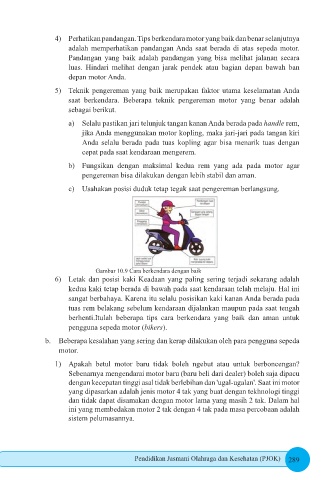 4) Perhatikan pandangan. Tips berkendara motor yang baik dan benar selanjutnya
adalah memperhatikan pandangan Anda saat berada di atas sepeda motor.
Pandangan yang baik adalah pandangan yang bisa melihat jalanan secara
luas. Hindari melihat dengan jarak pendek atau bagian depan bawah ban
depan motor Anda.
5) Teknik pengereman yang baik merupakan faktor utama keselamatan Anda
saat berkendara. Beberapa teknik pengereman motor yang benar adalah
sebagai berikut.
a) Selalu pastikan jari telunjuk tangan kanan Anda berada pada handle rem,
jika Anda menggunakan motor kopling, maka jari-jari pada tangan kiri
Anda selalu berada pada tuas kopling agar bisa menarik tuas dengan
cepat pada saat kendaraan mengerem.
b) Fungsikan dengan maksimal kedua rem yang ada pada motor agar
pengereman bisa dilakukan dengan lebih stabil dan aman.
c) Usahakan posisi duduk tetap tegak saat pengereman berlangsung.
Gambar 10.9 Cara berkendara dengan baik
6) Letak dan posisi kaki Keadaan yang paling sering terjadi sekarang adalah
kedua kaki tetap berada di bawah pada saat kendaraan telah melaju. Hal ini
sangat berbahaya. Karena itu selalu posisikan kaki kanan Anda berada pada
tuas rem belakang sebelum kendaraan dijalankan maupun pada saat tengah
berhenti.Itulah beberapa tips cara berkendara yang baik dan aman untuk
pengguna sepeda motor (bikers).
b. Beberapa kesalahan yang sering dan kerap dilakukan oleh para pengguna sepeda
motor.
1) Apakah betul motor baru tidak boleh ngebut atau untuk berboncengan?
Sebenarnya mengendarai motor baru (baru beli dari dealer) boleh saja dipacu
dengan kecepatan tinggi asal tidak berlebihan dan 'ugal-ugalan'. Saat ini motor
yang dipasarkan adalah jenis motor 4 tak yang buat dengan tekhnologi tinggi
dan tidak dapat disamakan dengan motor lama yang masih 2 tak. Dalam hal
ini yang membedakan motor 2 tak dengan 4 tak pada masa percobaan adalah
sistem pelumasannya.
Pendidikan Jasmani Olahraga dan Kesehatan (PJOK) 289